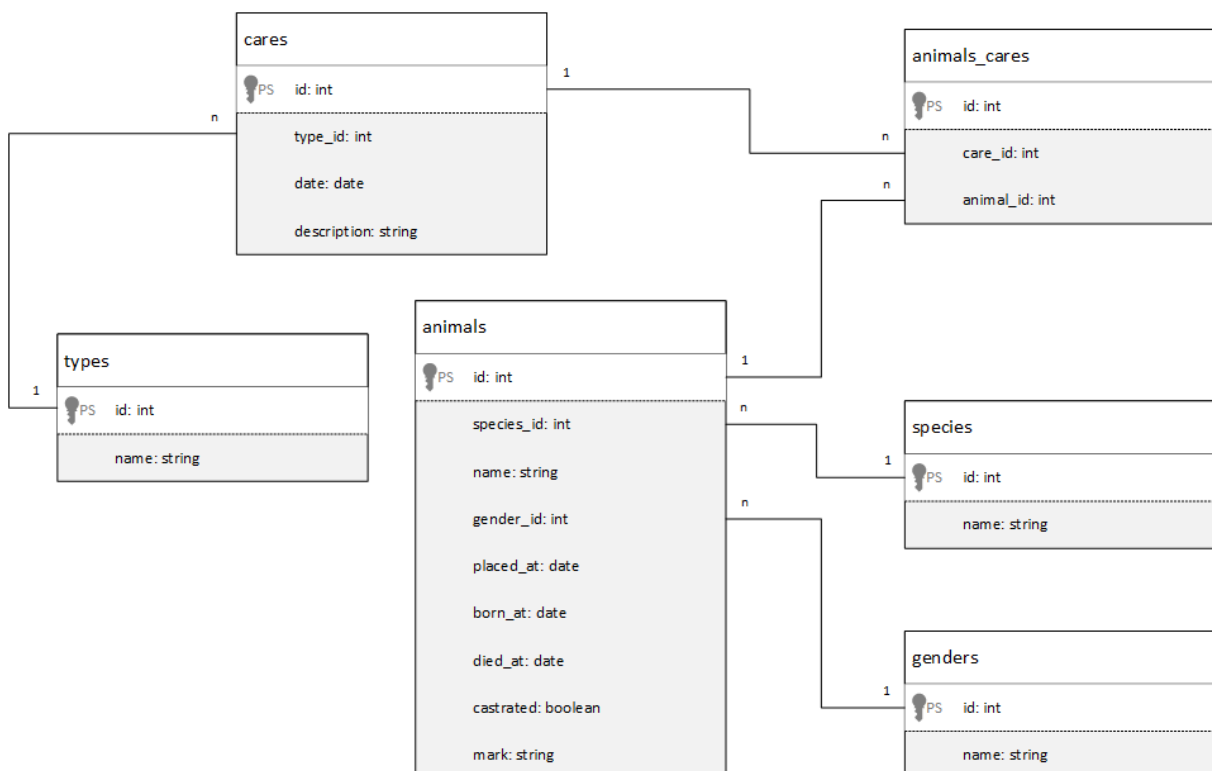 cares
PS id: int
type_id: int
date: date
description: string
animals_cares
PS id: int
care_id: int
animal_id: int
1
n
n
n
1
types
PS id: int
name: string
animals
PS id: int
species_id: int
name: string
gender_id: int
placed_at: date
born_at: date
died_at: date
castrated: boolean
mark: string
1
n
n
1
1
species
PS id: int
name: string
genders
PS id: int
name: string